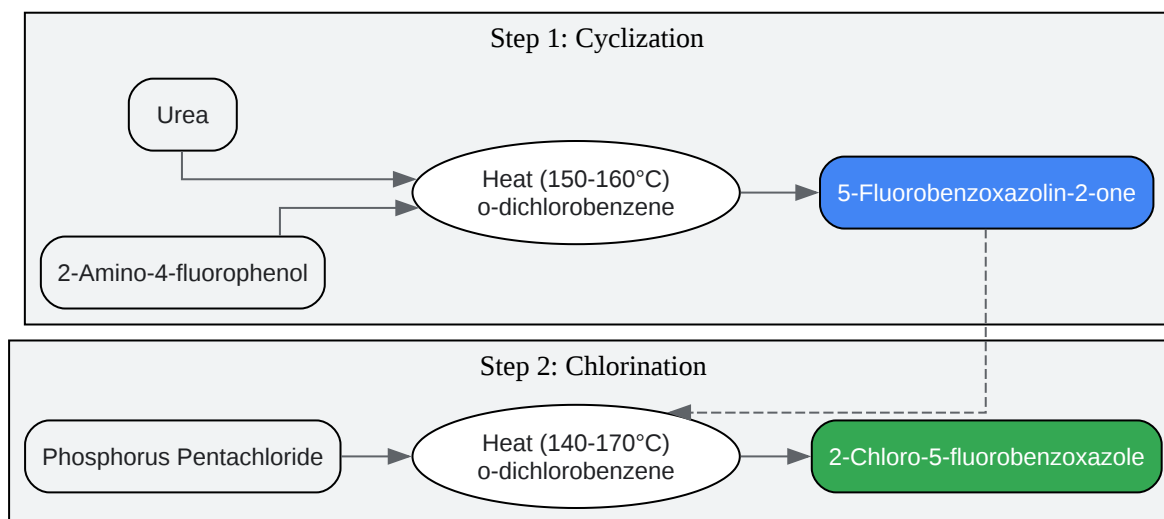 Step 1: Cyclization
Urea
Heat (150-160°C)
o-dichlorobenzene
5-Fluorobenzoxazolin-2-one
2-Amino-4-fluorophenol
Step 2: Chlorination
Phosphorus Pentachloride
Heat (140-170°C)
o-dichlorobenzene
2-Chloro-5-fluorobenzoxazole